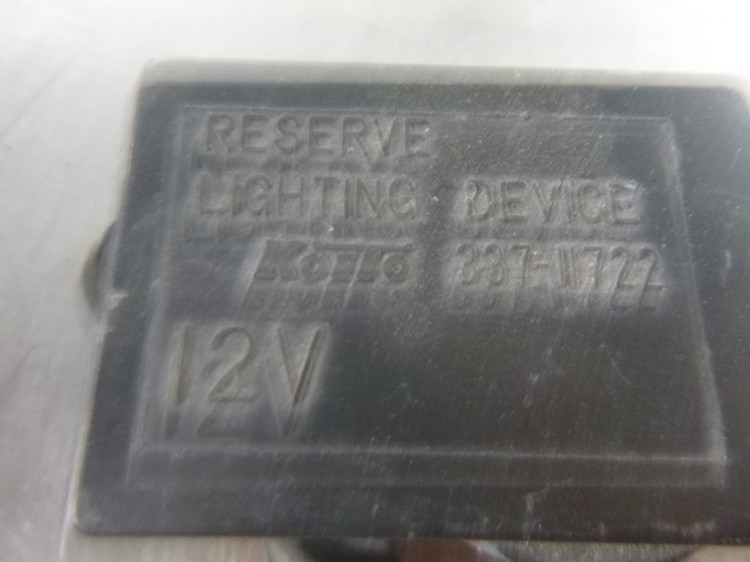 RESERVE
LIGHTING DEVICE
KOITO 337-11722
12V